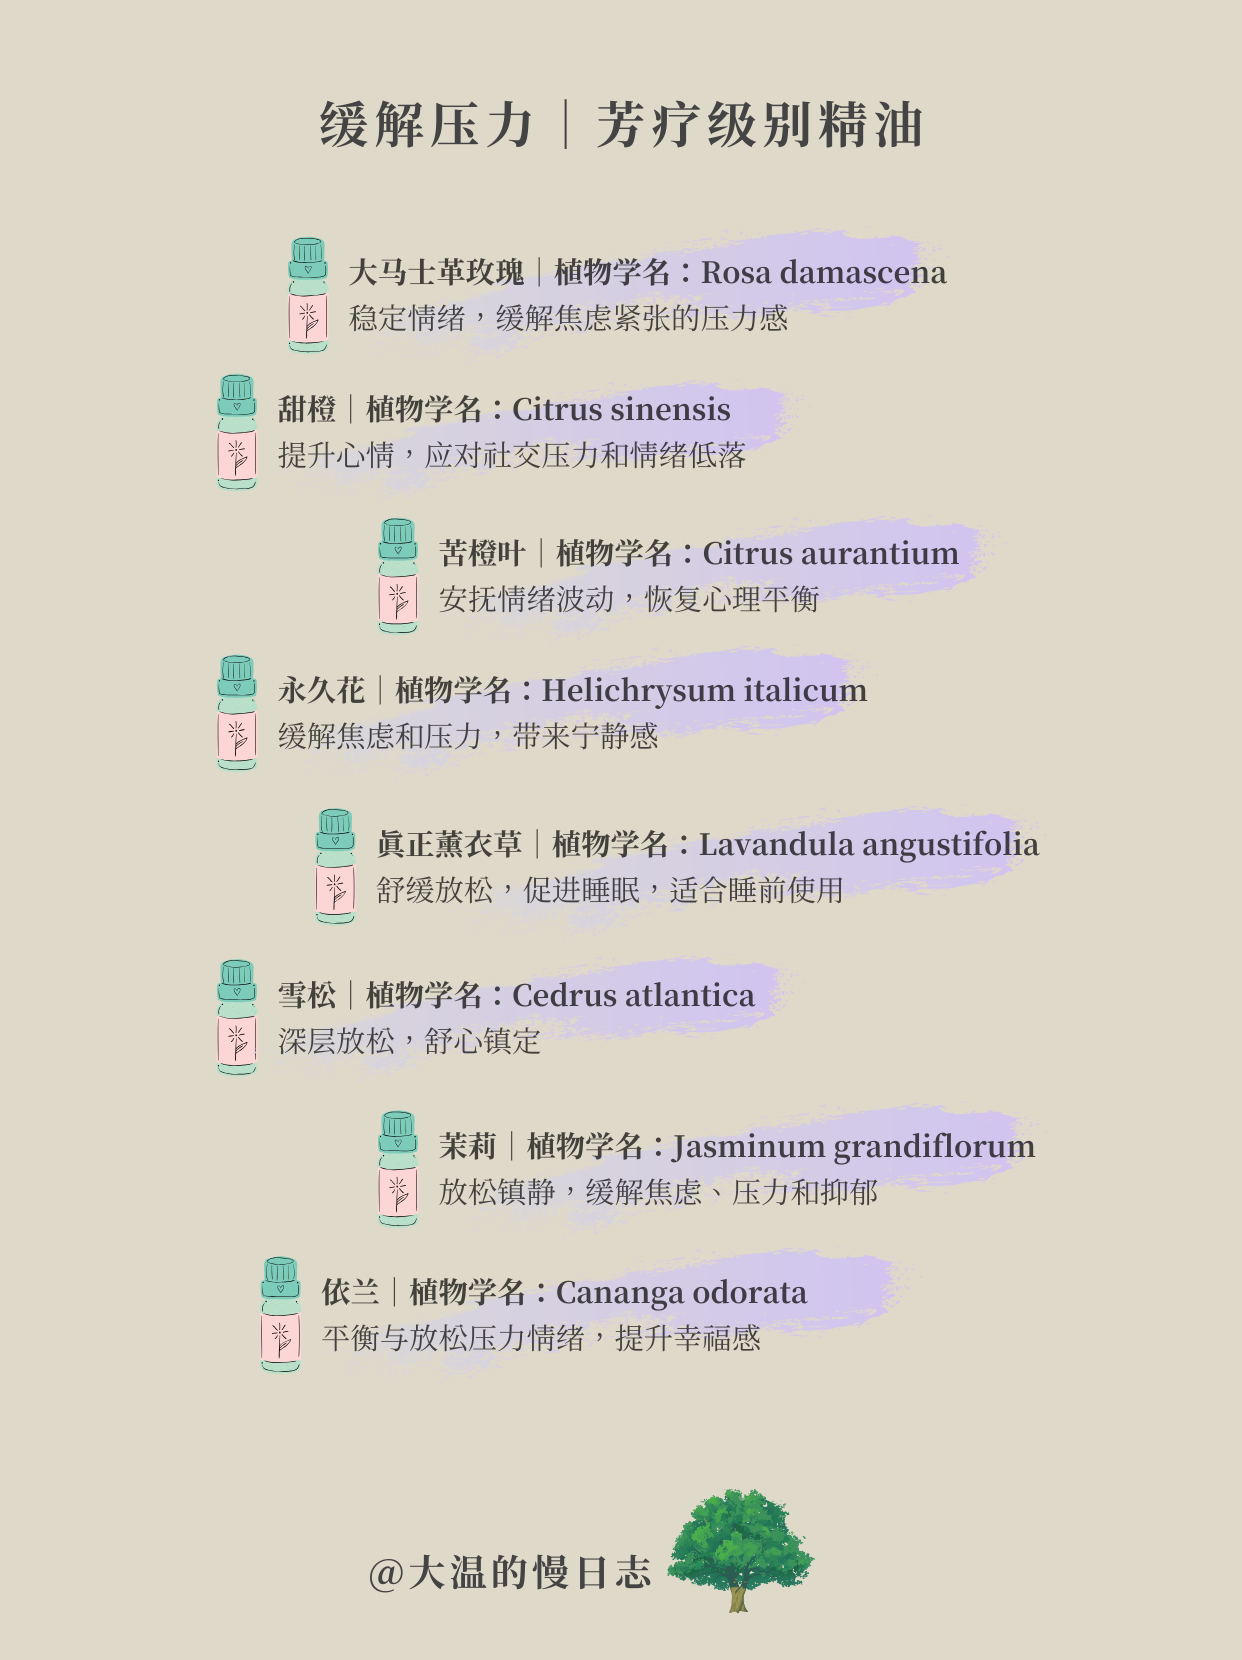 缓解压力｜芳疗级别精油
大马士革玫瑰｜植物学名：Rosa damascena
稳定情绪，缓解焦虑紧张的压力感
甜橙｜植物学名：Citrus sinensis
提升心情，应对社交压力和情绪低落
苦橙叶｜植物学名：Citrus aurantium
安抚情绪波动，恢复心理平衡
永久花｜植物学名：Helichrysum italicum
缓解焦虑和压力，带来宁静感
眞正薰衣草｜植物学名：Lavandula angustifolia
舒缓放松，促进睡眠，适合睡前使用
雪松｜植物学名：Cedrus atlantica
深层放松，舒心镇定
茉莉｜植物学名：Jasminum grandiflorum
放松镇静，缓解焦虑、压力和抑郁
依兰｜植物学名：Cananga odorata
平衡与放松压力情绪，提升幸福感
@大温的慢日志